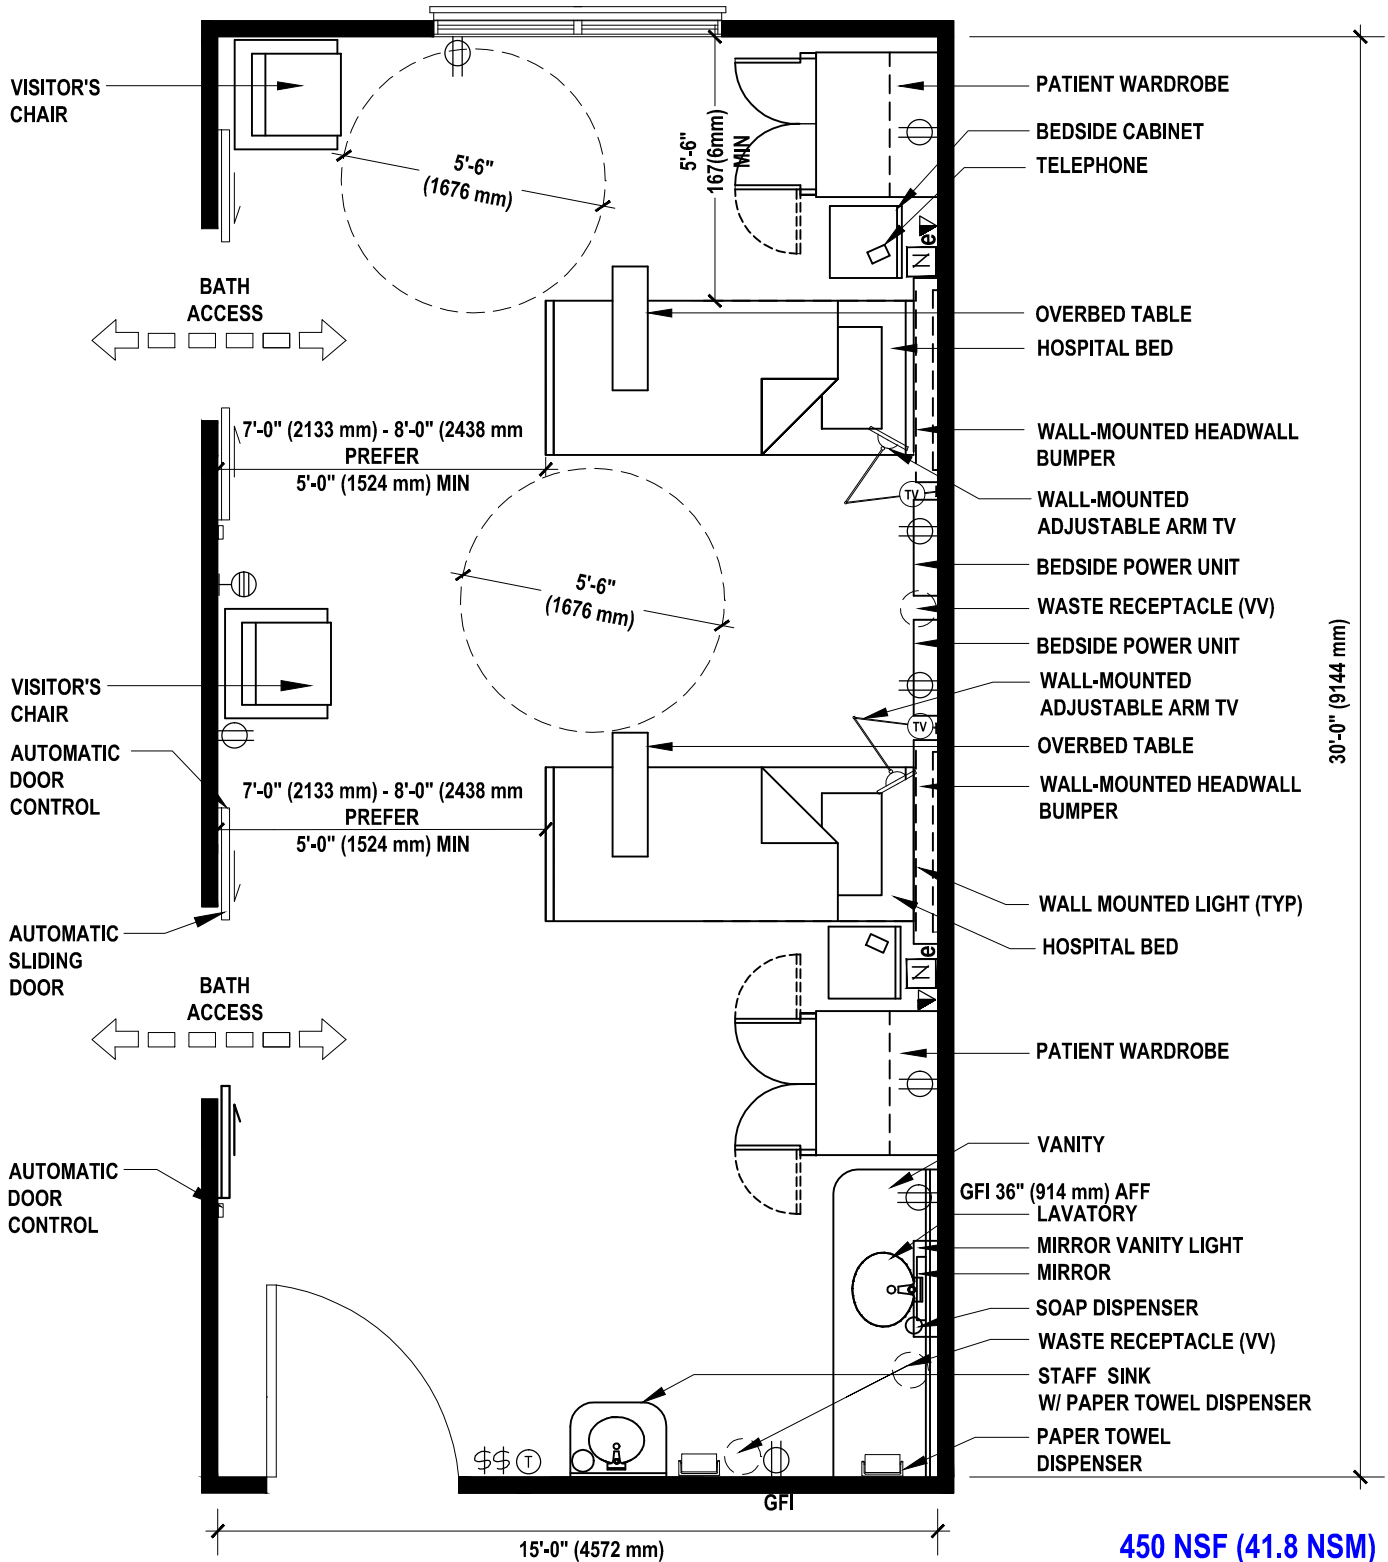 VISITOR'S
CHAIR
5'-6"
(1676 mm)
5'-6"
167(6mm)
MIN
PATIENT WARDROBE
BEDSIDE CABINET
TELEPHONE
e
N
BATH
ACCESS
OVERBED TABLE
HOSPITAL BED
7'-0" (2133 mm) - 8'-0" (2438 mm
PREFER
5'-0" (1524 mm) MIN
WALL-MOUNTED HEADWALL
BUMPER
TV
WALL-MOUNTED
ADJUSTABLE ARM TV
BEDSIDE POWER UNIT
5'-6"
(1676 mm)
WASTE RECEPTACLE (VV)
BEDSIDE POWER UNIT
30'-0" (9144 mm)
VISITOR'S
CHAIR
WALL-MOUNTED
ADJUSTABLE ARM TV
TV
OVERBED TABLE
AUTOMATIC
DOOR
CONTROL
7'-0" (2133 mm) - 8'-0" (2438 mm
PREFER
5'-0" (1524 mm) MIN
WALL-MOUNTED HEADWALL
BUMPER
WALL MOUNTED LIGHT (TYP)
HOSPITAL BED
AUTOMATIC
SLIDING
DOOR
e
N
BATH
ACCESS
PATIENT WARDROBE
VANITY
AUTOMATIC
DOOR
CONTROL
GFI 36" (914 mm) AFF
LAVATORY
MIRROR VANITY LIGHT
MIRROR
SOAP DISPENSER
WASTE RECEPTACLE (VV)
STAFF SINK
W/ PAPER TOWEL DISPENSER
PAPER TOWEL
DISPENSER
$$ T
GFI
15'-0" (4572 mm)
450 NSF (41.8 NSM)